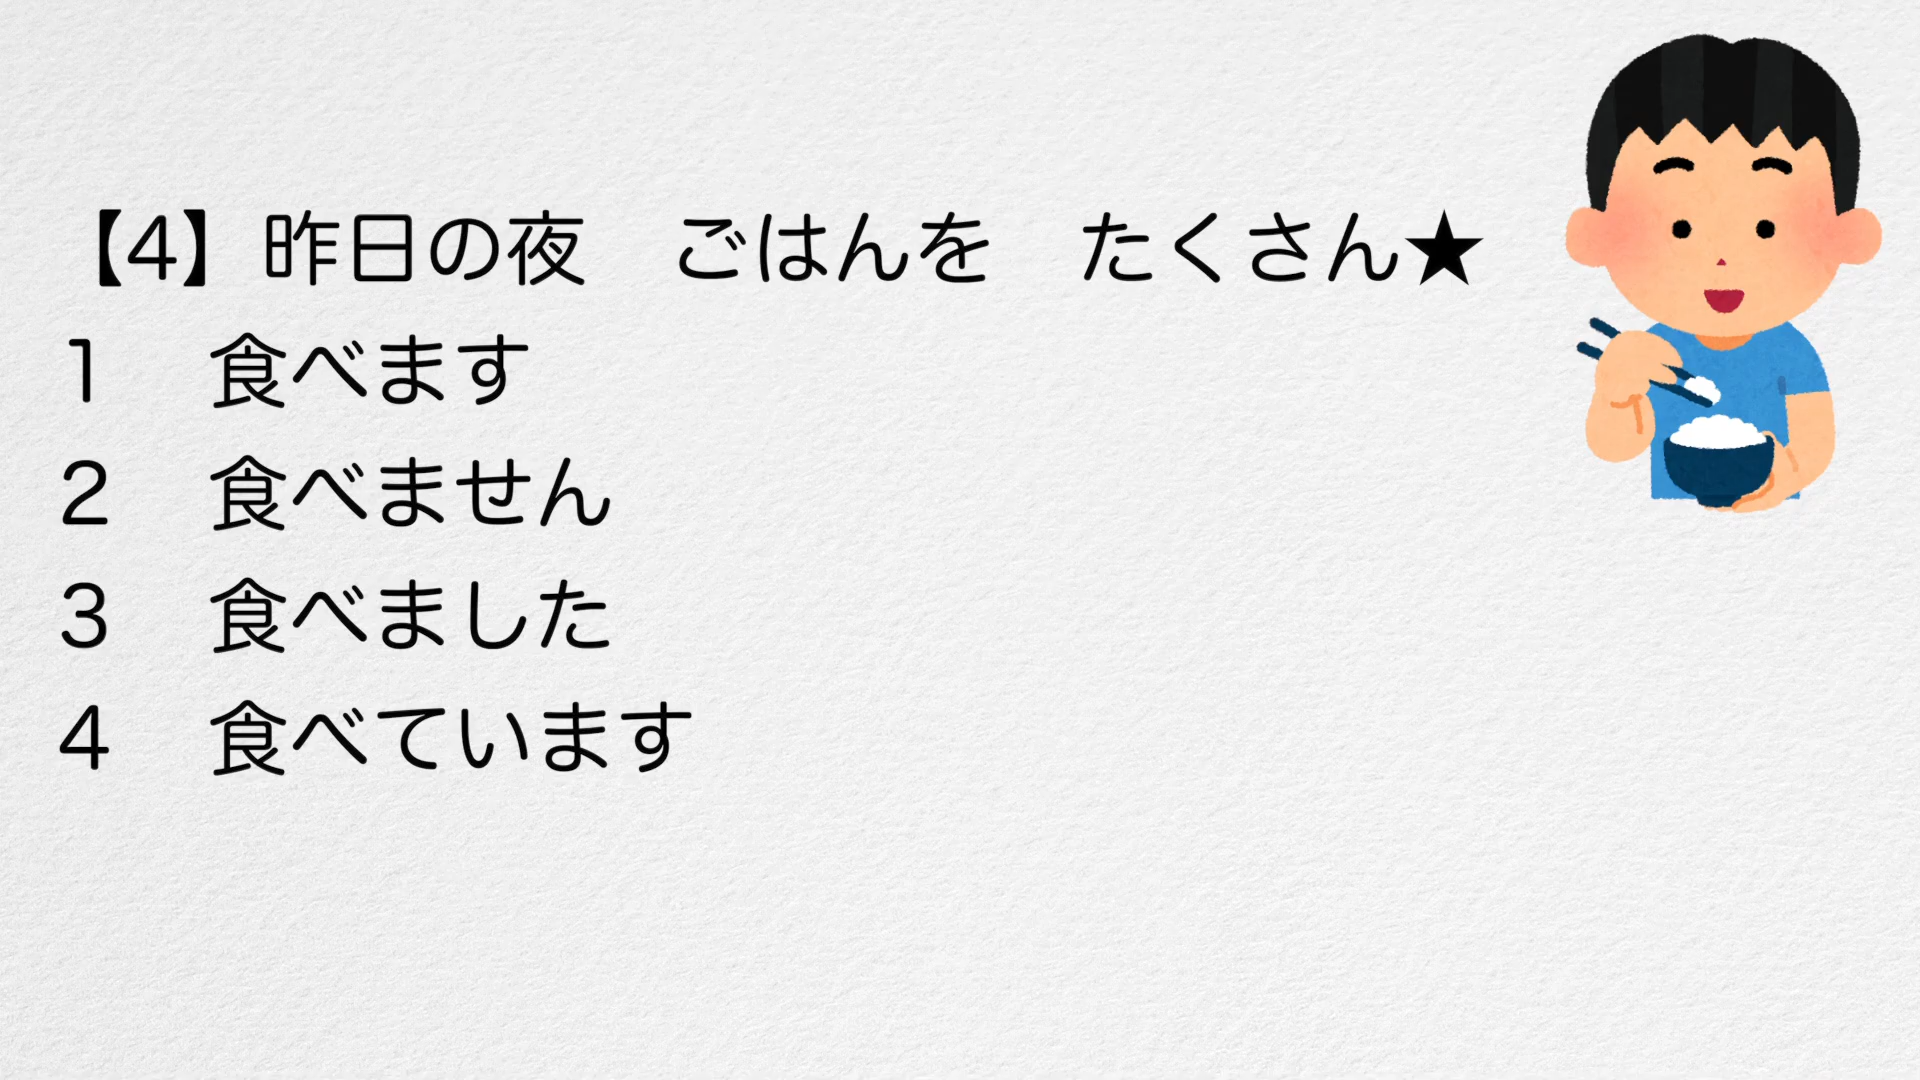 【4】昨日の夜　ごはんを　たくさん★
1　食べます
2　食べません
3　食べました
4　食べています